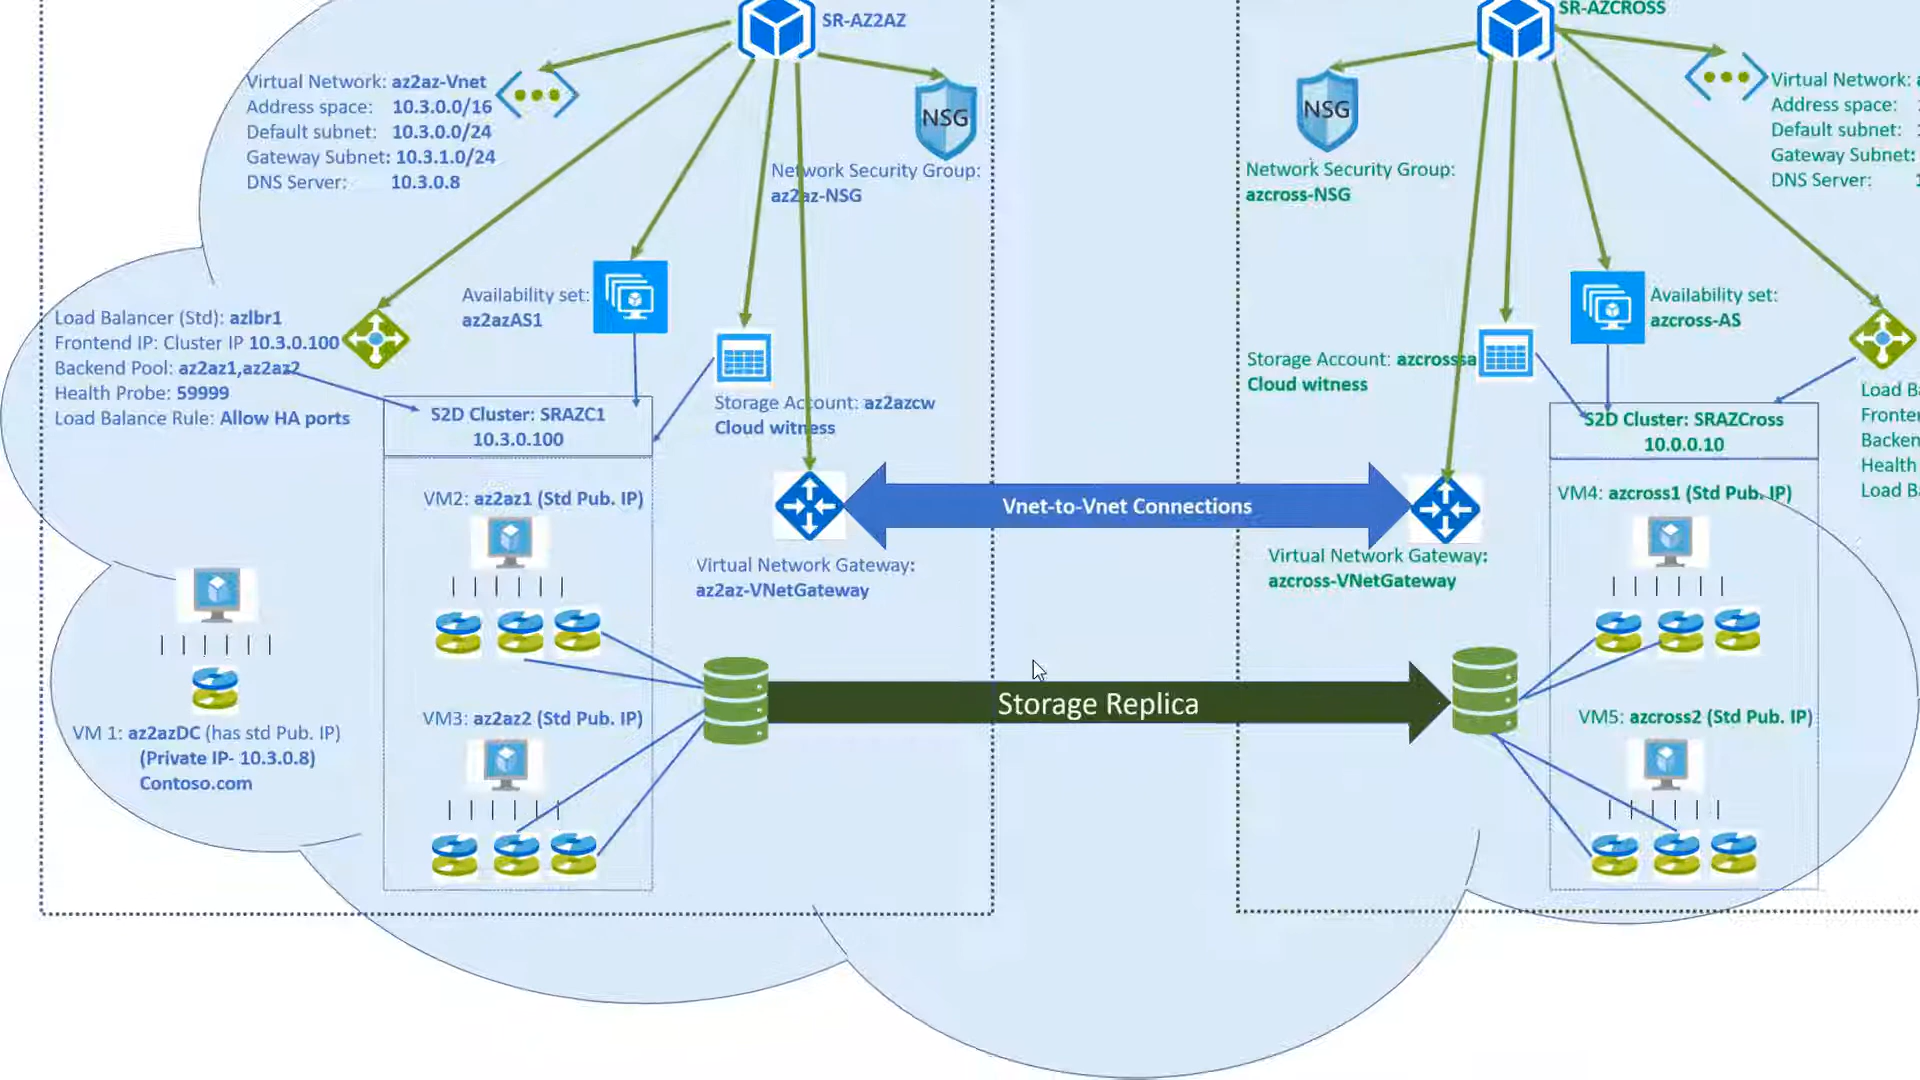 SR-AZ2AZ
Virtual Network: az2az-Vnet
Address space: 10.3.0.0/16
Default subnet: 10.3.0.0/24
Gateway Subnet: 10.3.1.0/24
DNS Server: 10.3.0.8
NSG
Network Security Group:
az2az-NSG
Availability set:
az2azAS1
Load Balancer (Std): azlbr1
Frontend IP: Cluster IP 10.3.0.100
Backend Pool: az2az1,az2az2
Health Probe: 59999
Load Balance Rule: Allow HA ports
Storage Account: az2azcw
Cloud witness
S2D Cluster: SRAZC1
10.3.0.100
VM2: az2az1 (Std Pub. IP)
Virtual Network Gateway:
az2az-VNetGateway
VM3: az2az2 (Std Pub. IP)
VM 1: az2azDC (has std Pub. IP)
(Private IP- 10.3.0.8)
Contoso.com
Vnet-to-Vnet Connections
Storage Replica
SR-AZCROSS
NSG
Network Security Group:
azcross-NSG
Virtual Network:
Address space:
Default subnet:
Gateway Subnet:
DNS Server:
Availability set:
azcross-AS
Storage Account: azcrosssa
Cloud witness
S2D Cluster: SRAZCross
10.0.0.10
Load
Health
Load
Virtual Network Gateway:
azcross-VNetGateway
VM4: azcross1 (Std Pub. IP)
VM5: azcross2 (Std Pub. IP)